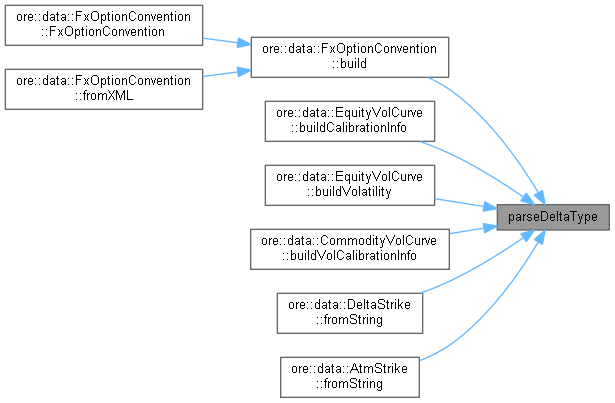 ore::data::FxOptionConvention
::FxOptionConvention
ore::data::FxOptionConvention
::fromXML
ore::data::FxOptionConvention
::build
ore::data::EquityVolCurve
::buildCalibrationInfo
ore::data::EquityVolCurve
::buildVolatility
ore::data::CommodityVolCurve
::buildVolCalibrationInfo
ore::data::DeltaStrike
::fromString
ore::data::AtmStrike
::fromString
parseDeltaType